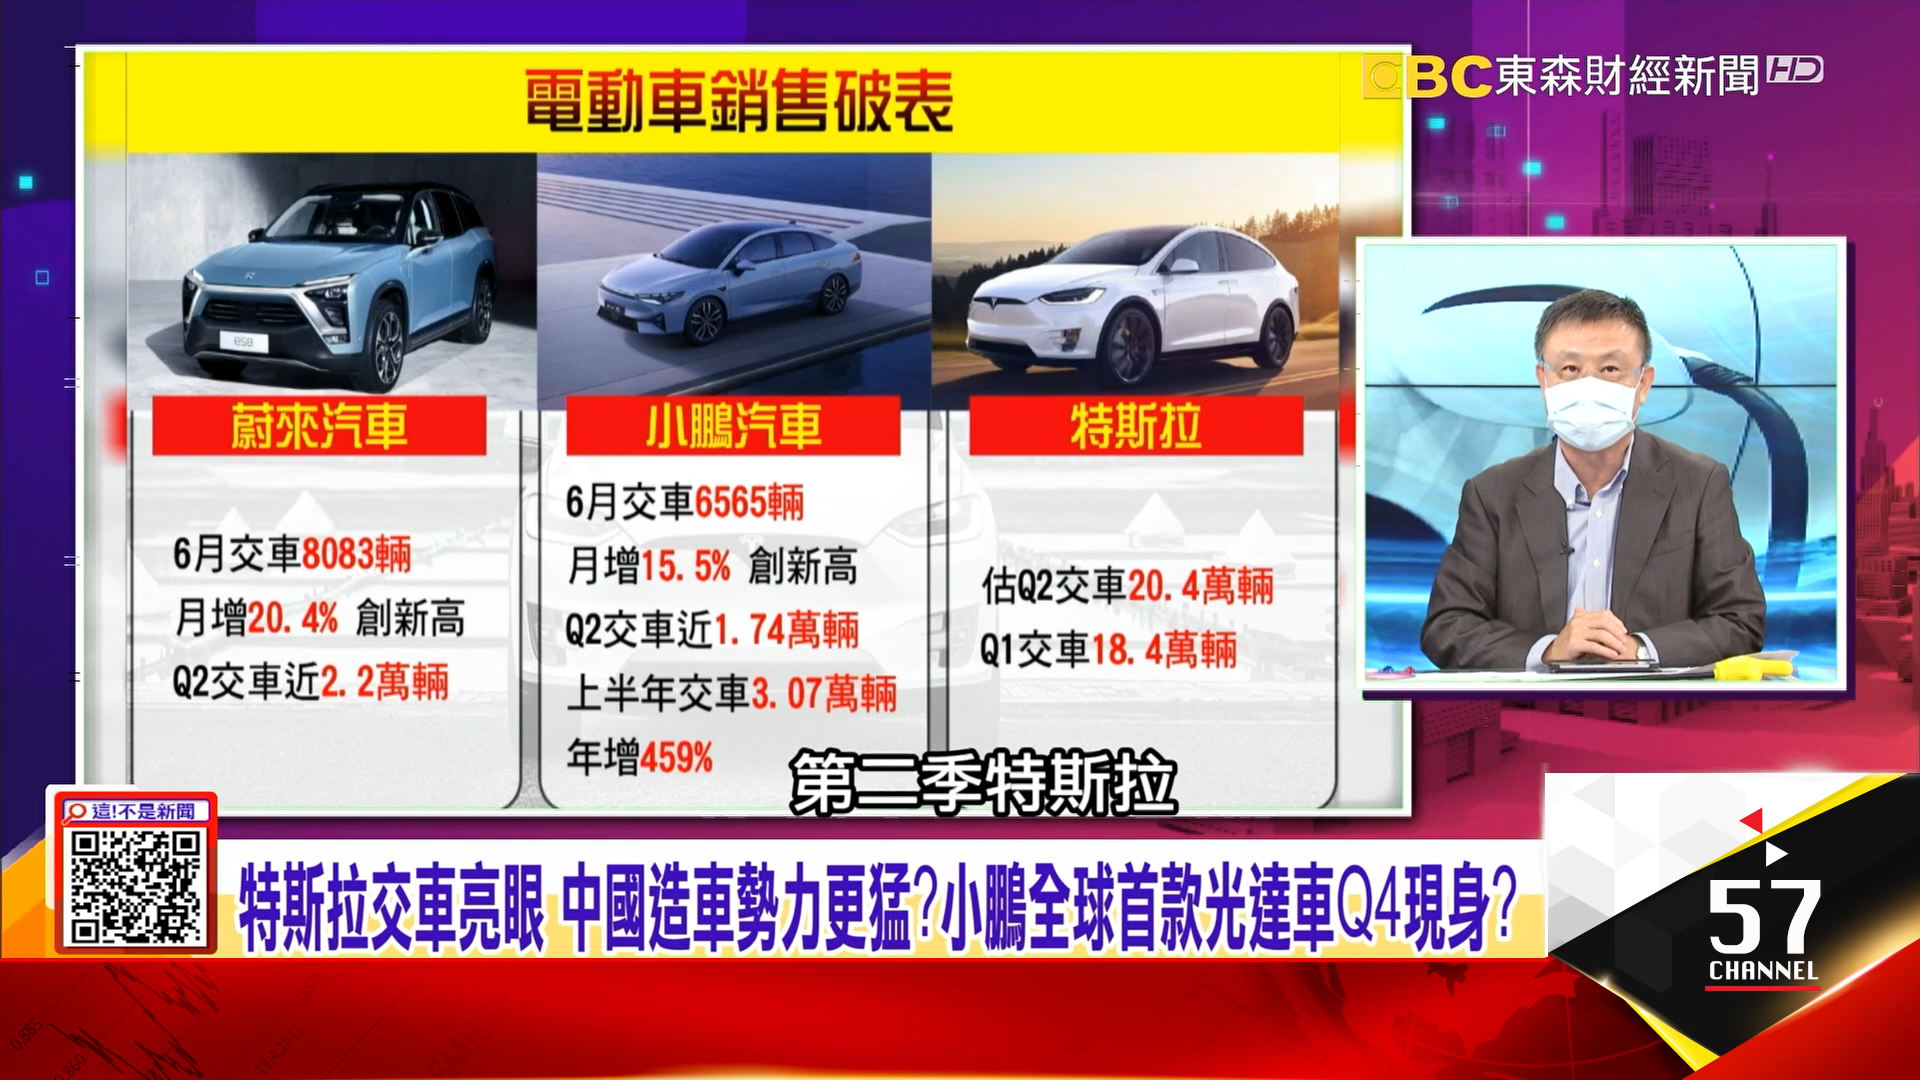 電動車銷售破表
EBC東森財經新聞HD
es8
蔚來汽車
6月交車8083輛
月增20.4% 創新高
Q2交車近2.2萬輛
小鵬汽車
6月交車6565輛
月增15.5% 創新高
Q2交車近1.74萬輛
上半年交車3.07萬輛
年增459%
特斯拉
估Q2交車20.4萬輛
Q1交車18.4萬輛
第二季特斯拉
這!不是新聞
特斯拉交車亮眼 中國造車勢力更猛?小鵬全球首款光達車Q4現身?
57
CHANNEL